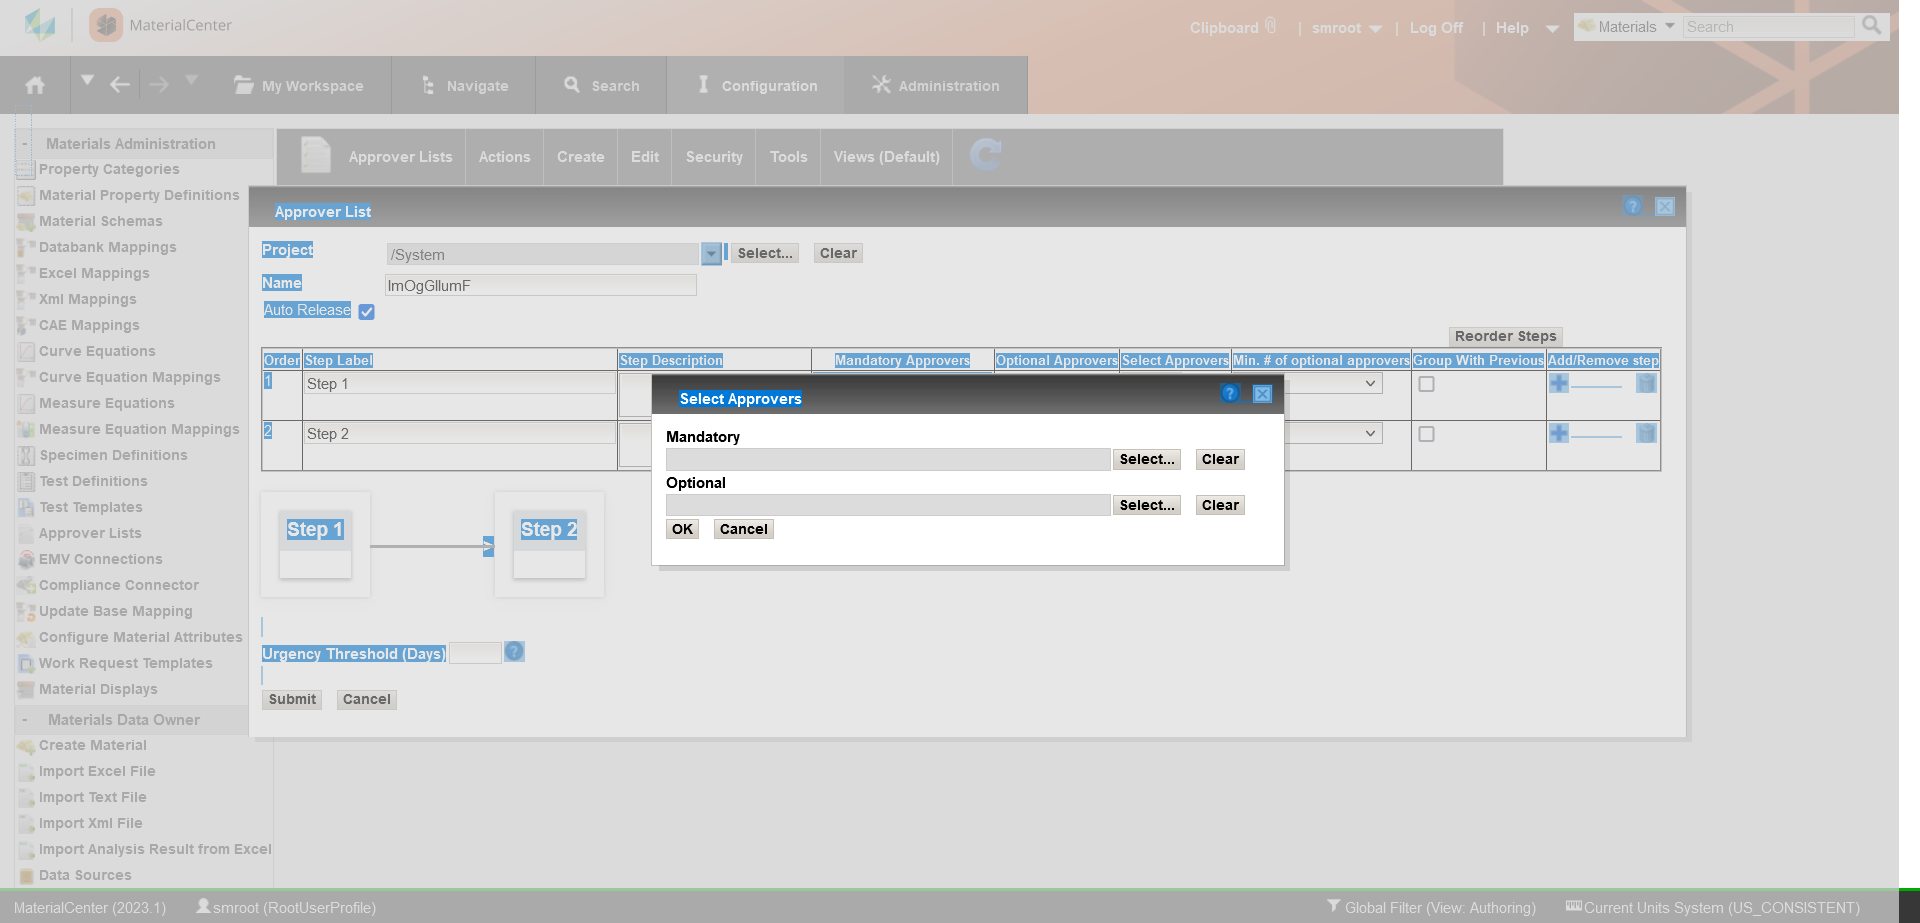 MaterialCenter
Clipboard | smroot | Log Off | Help Materials Search
My Workspace Navigate Search Configuration Administration
- Materials Administration
Property Categories
Material Property Definitions
Material Schemas
Databank Mappings
Excel Mappings
Xml Mappings
CAE Mappings
Curve Equations
Curve Equation Mappings
Measure Equations
Measure Equation Mappings
Specimen Definitions
Test Definitions
Test Templates
Approver Lists
EMV Connections
Compliance Connector
Update Base Mapping
Configure Material Attributes
Work Request Templates
Material Displays
- Materials Data Owner
Create Material
Import Excel File
Import Text File
Import Xml File
Import Analysis Result from Excel
Data Sources
Approver Lists Actions Create Edit Security Tools Views (Default)
Approver List ?
Project /System Select... Clear
Name
Auto Release
Reorder Steps
Order Step Label Step Description Mandatory Approvers Optional Approvers Select Approvers Min. # of optional approvers Group With Previous Add/Remove step
1 Step 1
2 Step 2
Select Approvers ?
Mandatory
Select... Clear
Optional
Select... Clear
OK Cancel
Step 1 > Step 2
Urgency Threshold (Days) ?
Submit Cancel
MaterialCenter (2023.1) smroot (RootUserProfile) Global Filter (View: Authoring) Current Units System (US_CONSISTENT)